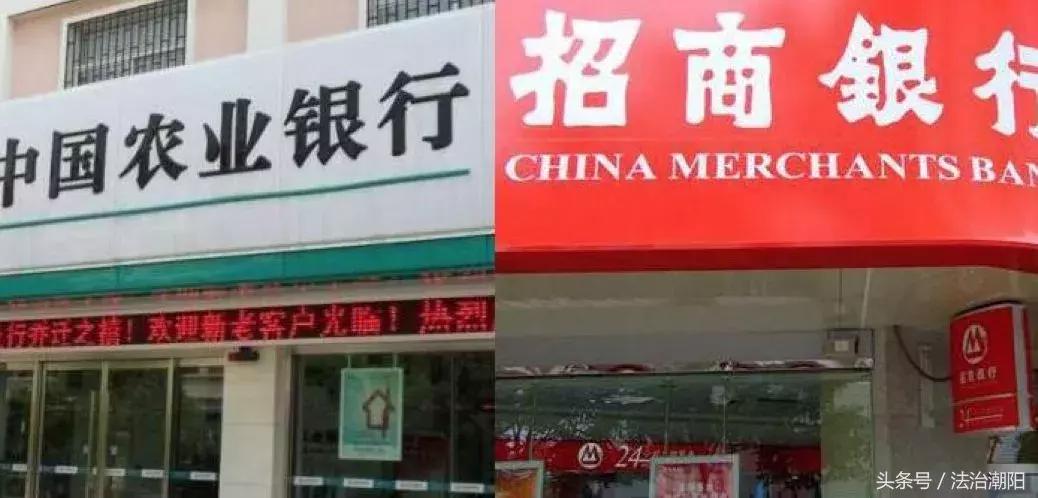 中国农业银行
行乔迁之禧！欢迎新老客户光临！热烈
招商銀行
CHINA MERCHANTS BAN
招商银行
24
头条号 / 法治潮阳